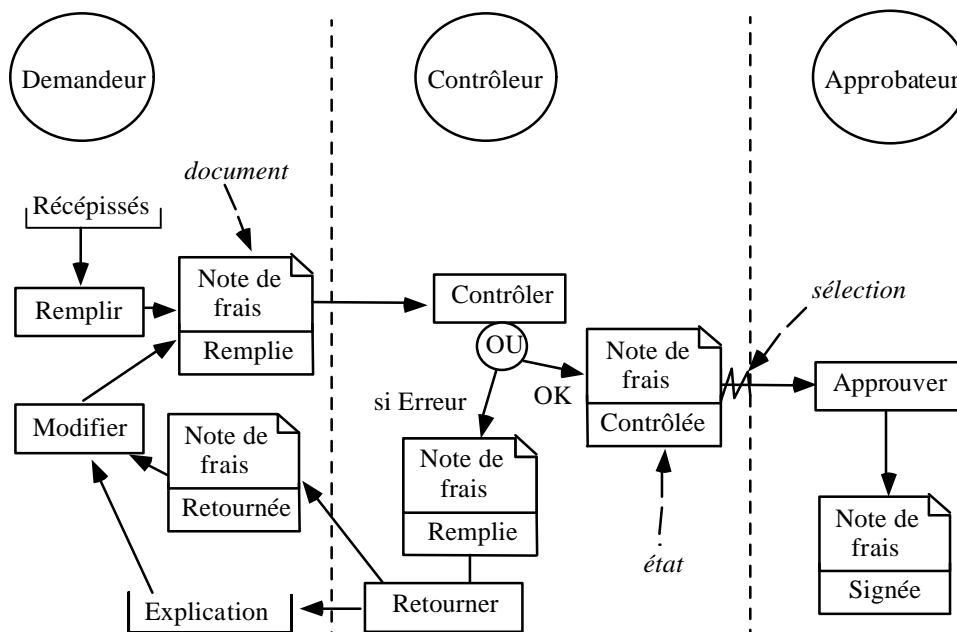 Demandeur
Contrôleur
Approbateur
document
Récépissés
Note de
frais
Remplie
Remplir
Contrôler
OU
sélection
Note de
frais
Contrôlée
OK
Approuver
si Erreur
Modifier
Note de
frais
Retournée
Note de
frais
Remplie
Note de
frais
Signée
état
Explication
Retourner